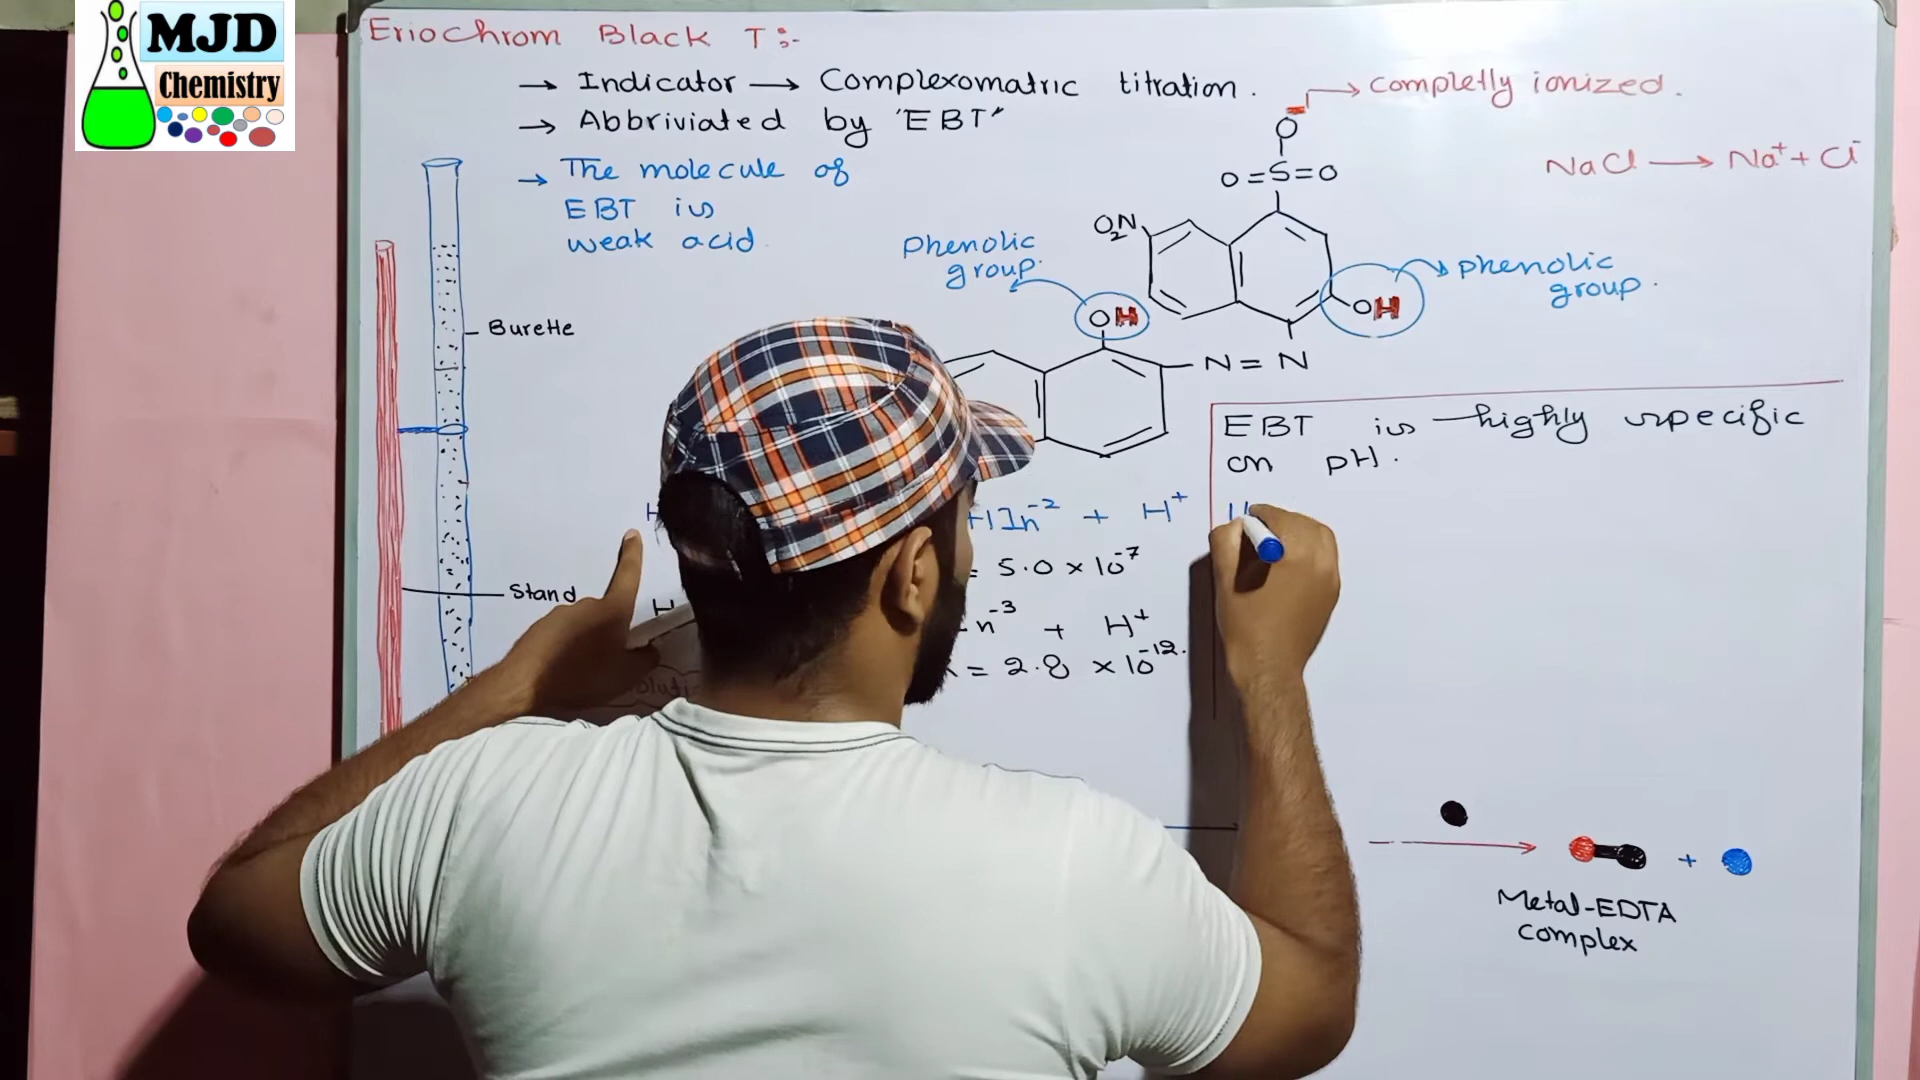 MJD
Chemistry
Eriochrom Black T:-
→ Indicator → Complexomatric titration.
→ Abbriviated by 'EBT"
→ The molecule of
EBT is
weak acid
→ completly ionized.
O
O=S=O
NaCl → Na⁺ + Cl⁻
O₂N
Phenolic
group.
phenolic
group.
OH
OH
N=N
Burette
EBT is highly specific
on pH.
HIn⁻² + H⁺
= 5.0 × 10⁻⁷
Stand
H
n⁻³ + H⁺
= 2.8 × 10⁻¹².
+
Metal-EDTA
complex